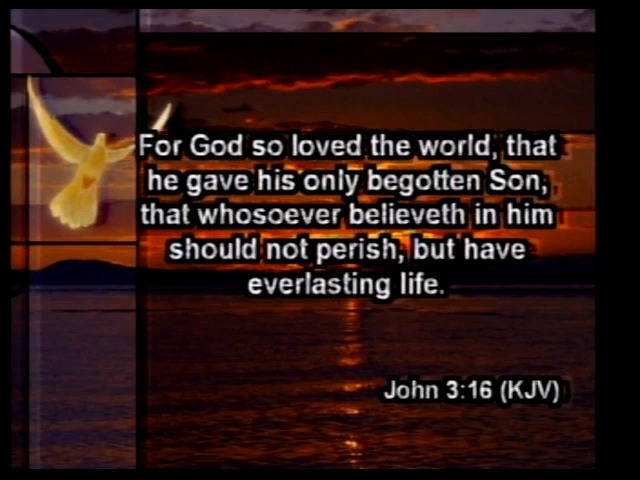 For God so loved the world, that
he gave his only begotten Son,
that whosoever believeth in him
should not perish, but have
everlasting life.
John 3:16 (KJV)